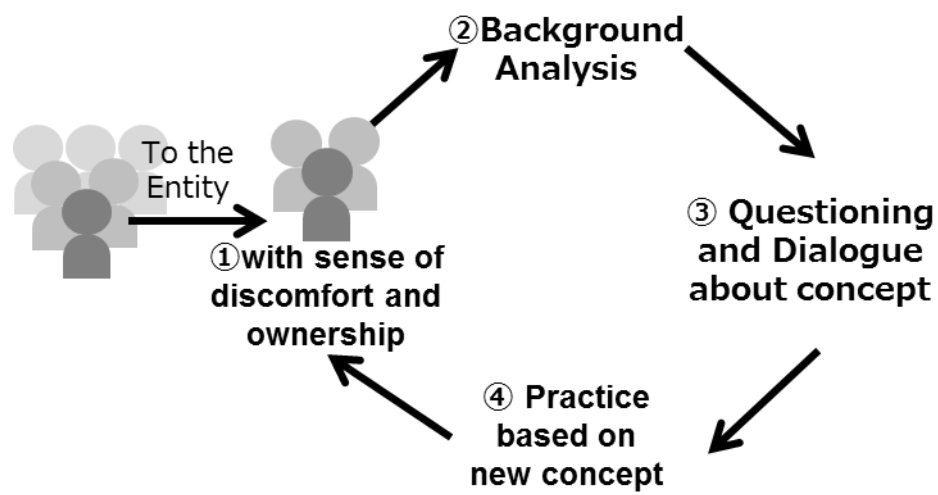 ②Background
Analysis
To the
Entity
③ Questioning
and Dialogue
about concept
①with sense of
discomfort and
ownership
④ Practice
based on
new concept